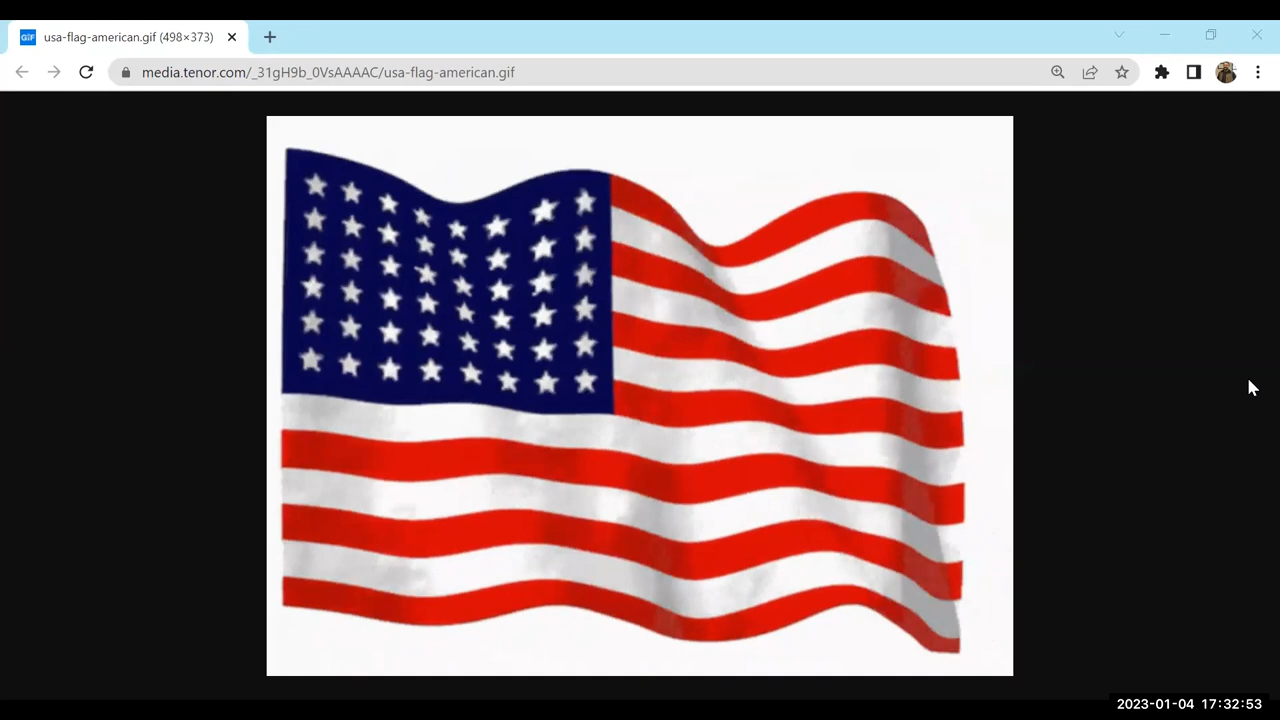 GIF usa-flag-american.gif (498×373)
media.tenor.com/_31gH9b_0VsAAAAC/usa-flag-american.gif
2023-01-04 17:32:53